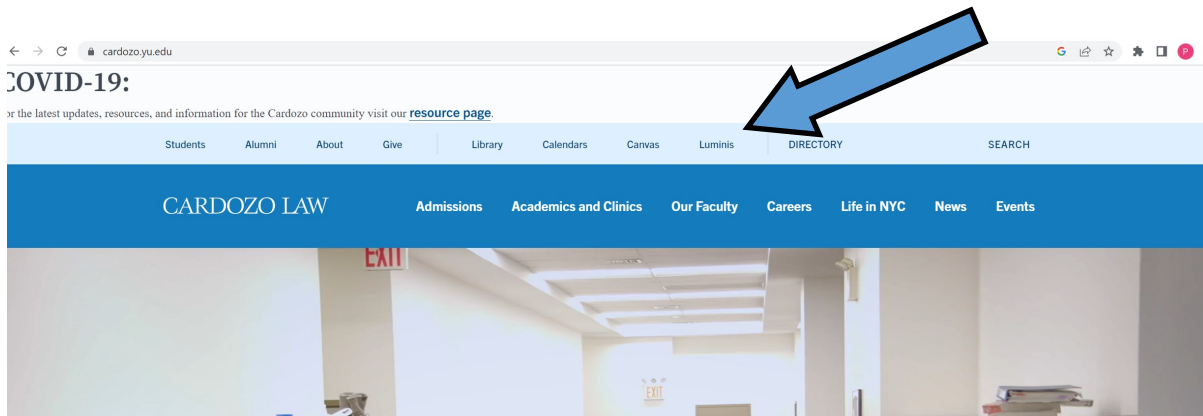 cardozo.yu.edu
COVID-19:
or the latest updates, resources, and information for the Cardozo community visit our resource page.
Students Alumni About Give Library Calendars Canvas Luminis DIRECTORY SEARCH
CARDOZO LAW Admissions Academics and Clinics Our Faculty Careers Life in NYC News Events
EXIT
EXIT